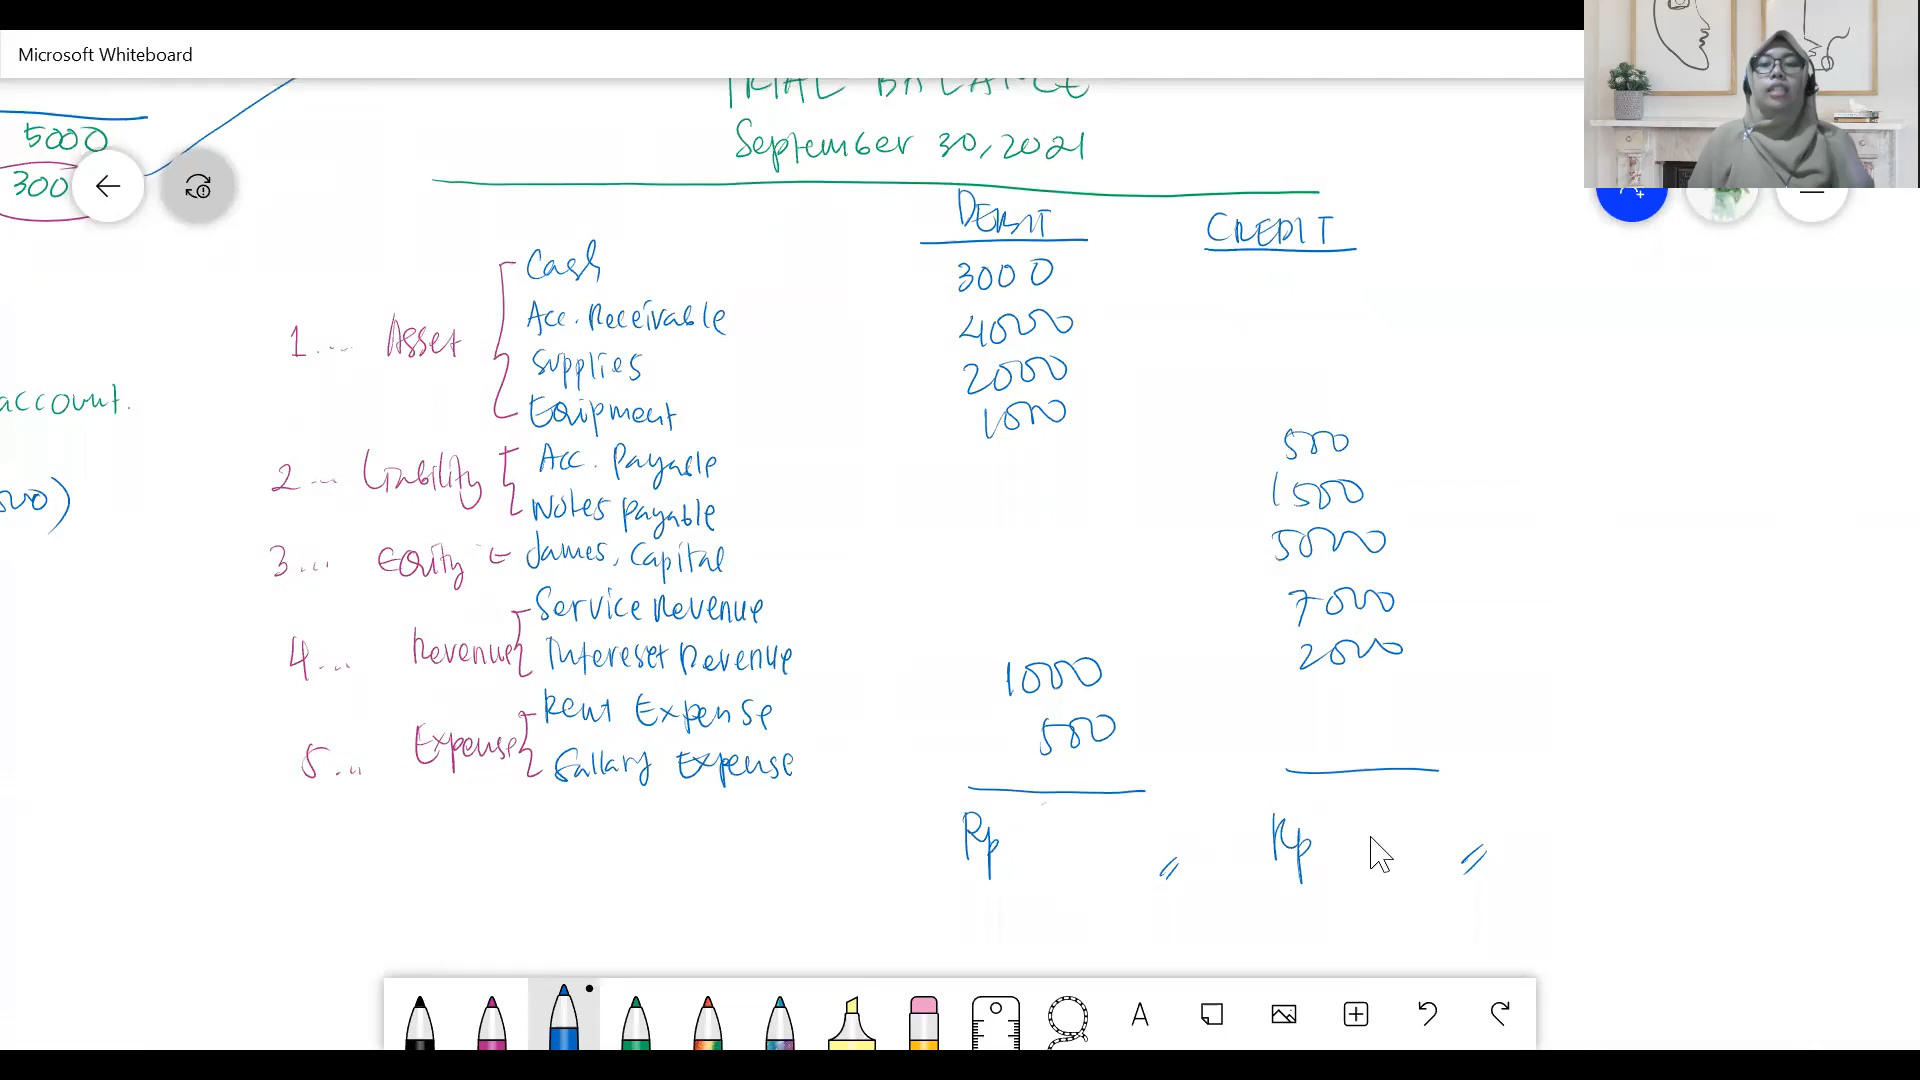 Microsoft Whiteboard
TRIAL BALANCE
September 30, 2021
5000
300
DEBIT
CREDIT
Cash 3000
1... Asset
Acc. Receivable 4000
Supplies 2000
account.
Equipment 1000
2... Liability
Acc. Payable 500
Notes payable 1500
3... Equity
James, Capital 5000
Service Revenue 7000
4... Revenue
Intereset Revenue 2000
Rent Expense 1000
5... Expense
Sallary Expense 500
Rp
Rp
A